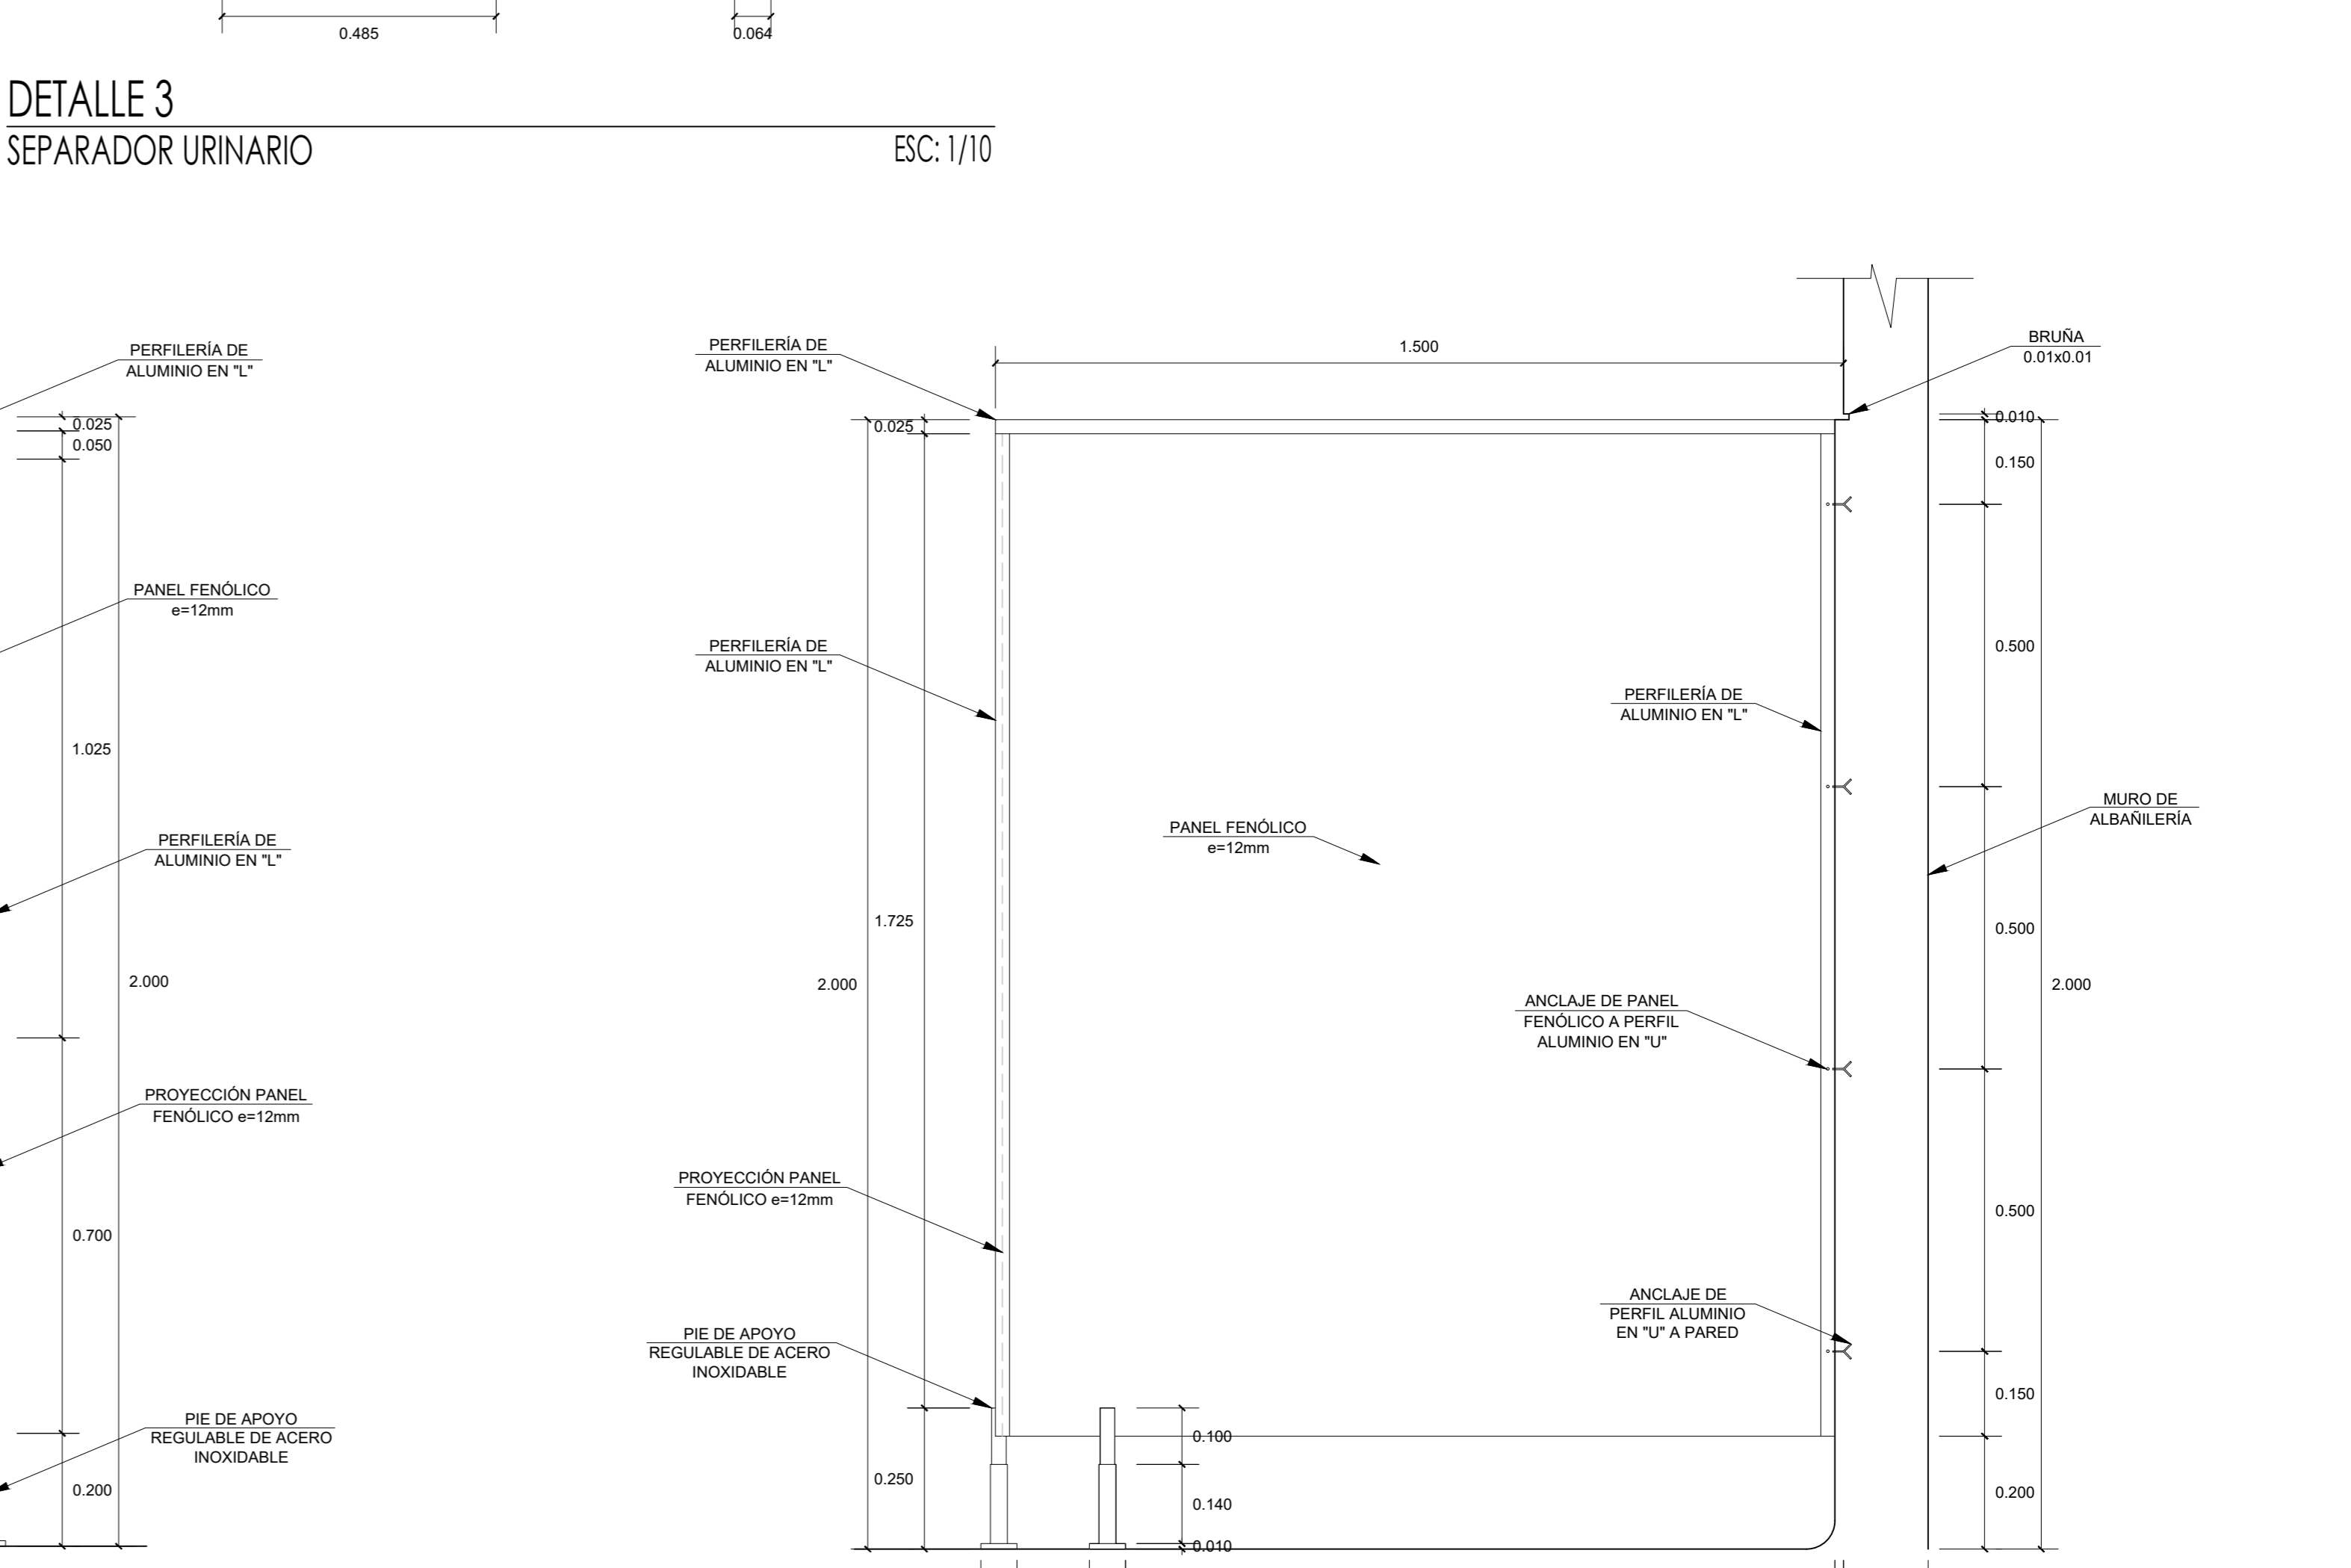 0.485
0.064
DETALLE 3
SEPARADOR URINARIO
ESC: 1/10
PERFILERÍA DE
ALUMINIO EN "L"
0.025
0.050
PANEL FENÓLICO
e=12mm
1.025
PERFILERÍA DE
ALUMINIO EN "L"
2.000
PROYECCIÓN PANEL
FENÓLICO e=12mm
0.700
PIE DE APOYO
REGULABLE DE ACERO
INOXIDABLE
0.200
PERFILERÍA DE
ALUMINIO EN "L"
1.500
BRUÑA
0.01x0.01
0.025
0.010
0.150
PERFILERÍA DE
ALUMINIO EN "L"
0.500
PERFILERÍA DE
ALUMINIO EN "L"
MURO DE
ALBAÑILERÍA
PANEL FENÓLICO
e=12mm
1.725
0.500
2.000
2.000
ANCLAJE DE PANEL
FENÓLICO A PERFIL
ALUMINIO EN "U"
PROYECCIÓN PANEL
FENÓLICO e=12mm
0.500
ANCLAJE DE
PERFIL ALUMINIO
EN "U" A PARED
PIE DE APOYO
REGULABLE DE ACERO
INOXIDABLE
0.150
0.100
0.250
0.140
0.200
0.010